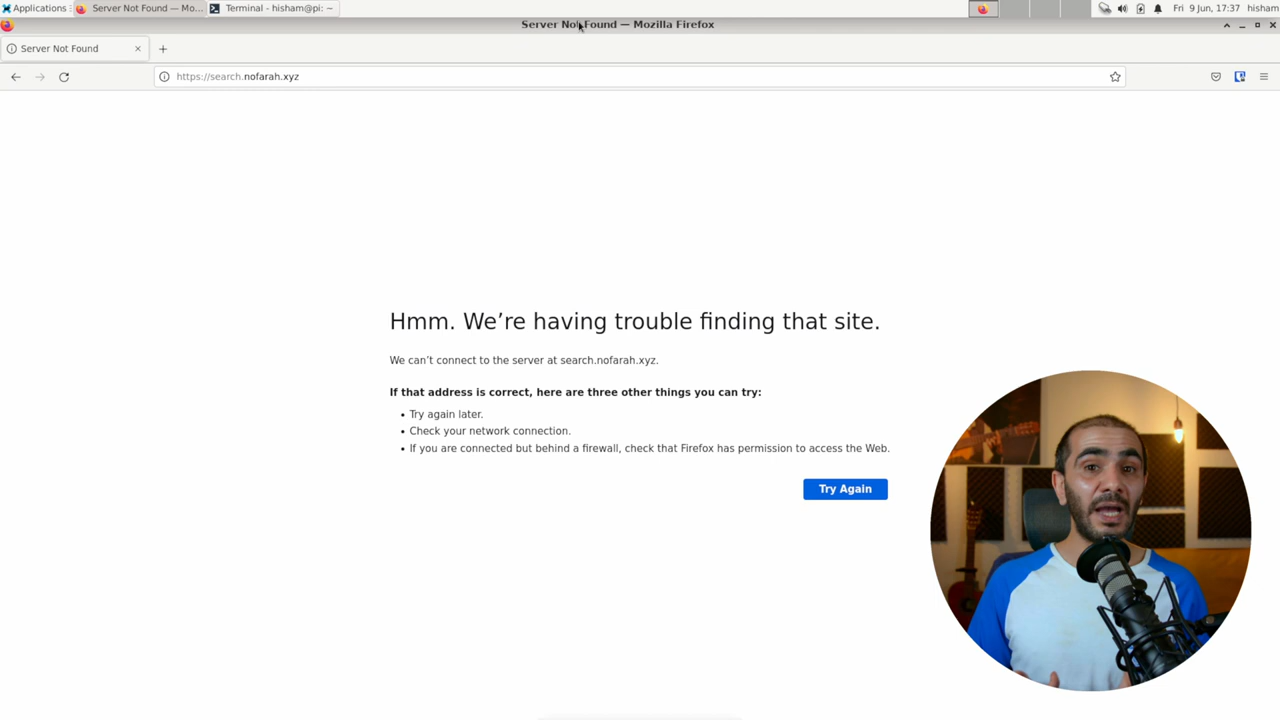 Applications
Server Not Found — Mo...
Terminal - hisham@pi: ~
Fri 9 Jun, 17:37
hisham
Server Not Found — Mozilla Firefox
Server Not Found
https://search.nofarah.xyz
Hmm. We’re having trouble finding that site.
We can’t connect to the server at search.nofarah.xyz.
If that address is correct, here are three other things you can try:
• Try again later.
• Check your network connection.
• If you are connected but behind a firewall, check that Firefox has permission to access the Web.
Try Again